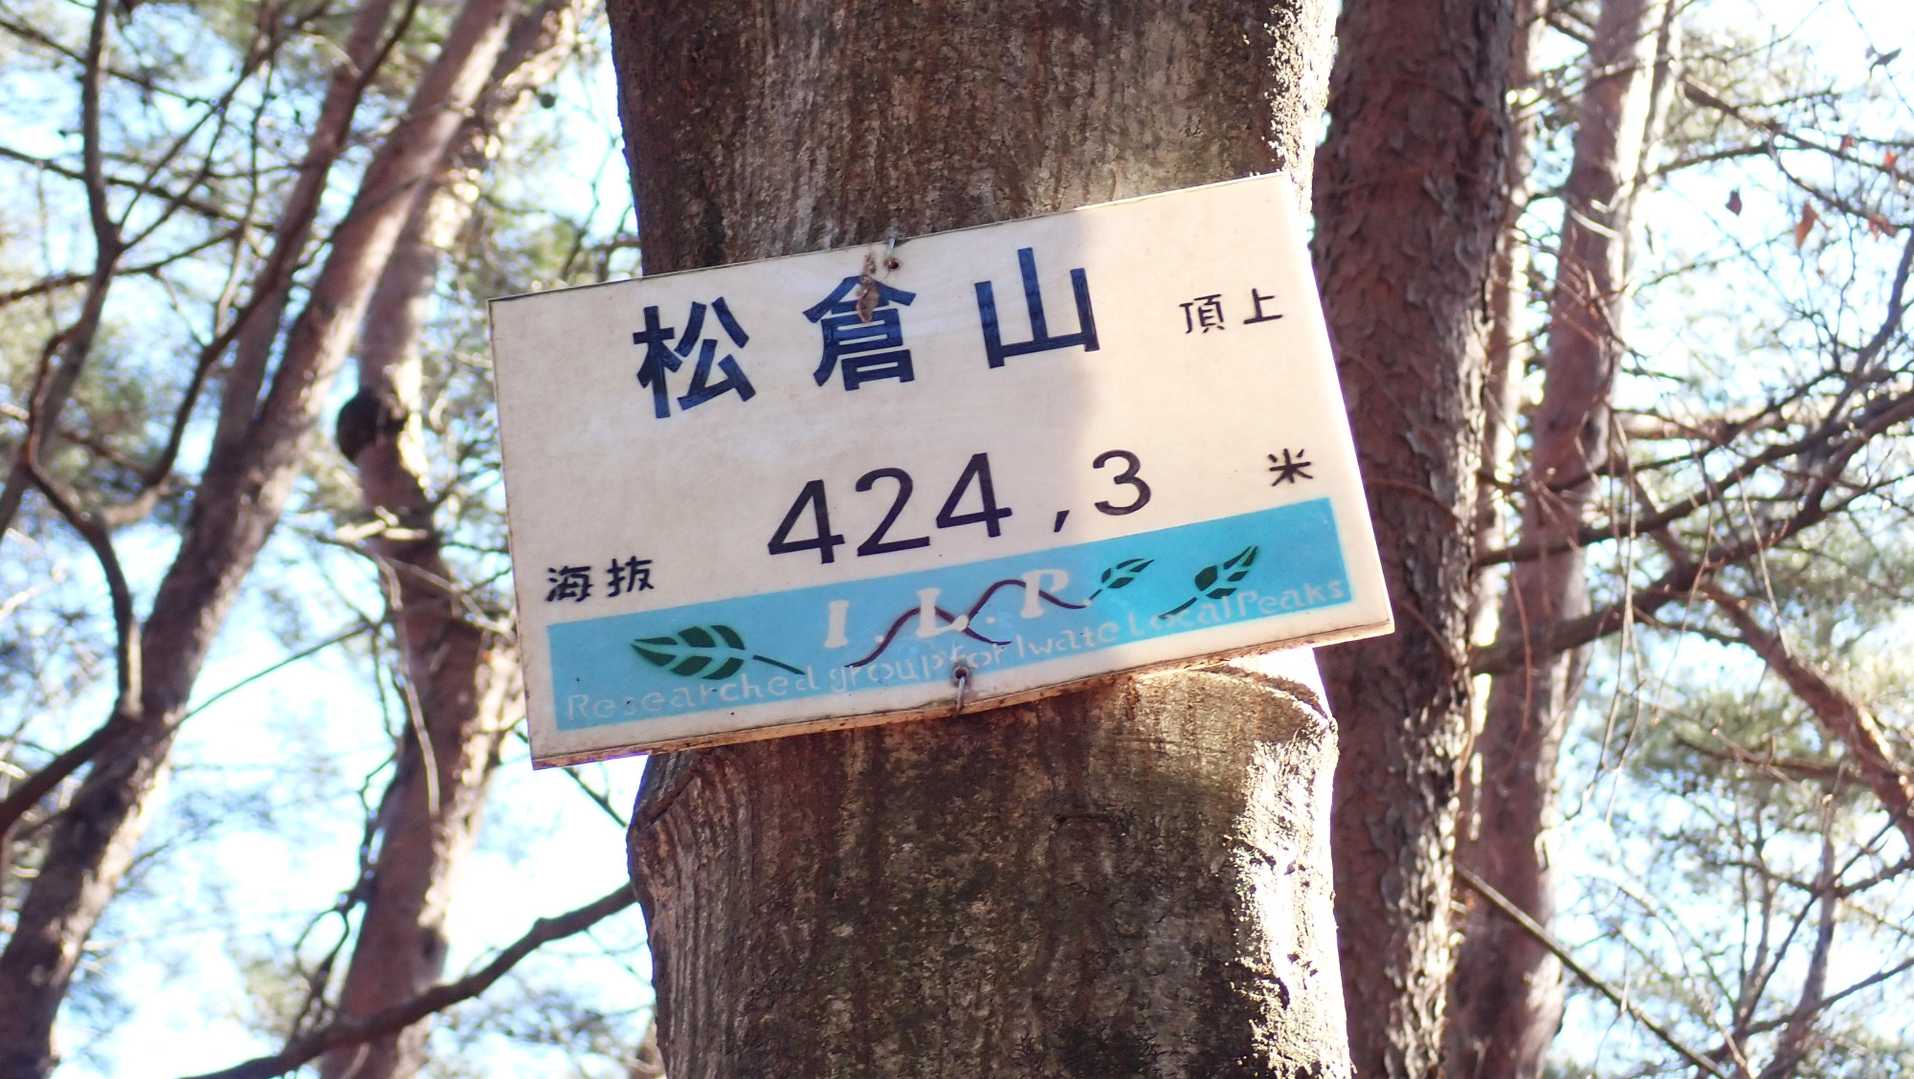 松倉山 頂上
海抜 424,3 米
I.L.P.
Researched group for Iwate Local Peaks